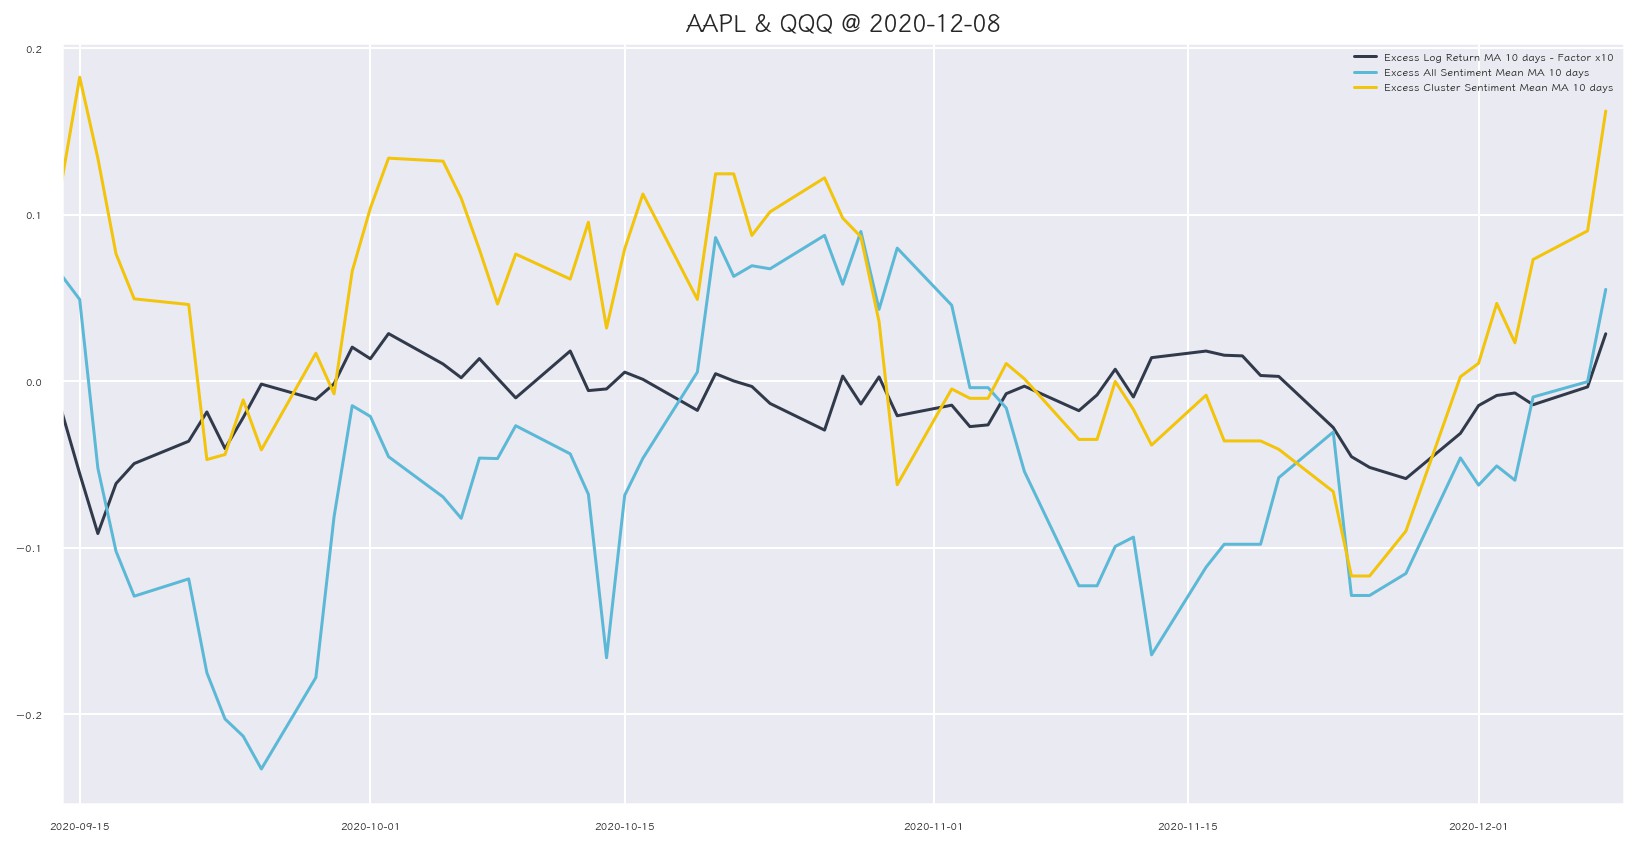 AAPL & QQQ @ 2020-12-08
Excess Log Return MA 10 days - Factor x10
Excess All Sentiment Mean MA 10 days
Excess Cluster Sentiment Mean MA 10 days
0.2
0.1
0.0
−0.1
−0.2
2020-09-15 2020-10-01 2020-10-15 2020-11-01 2020-11-15 2020-12-01